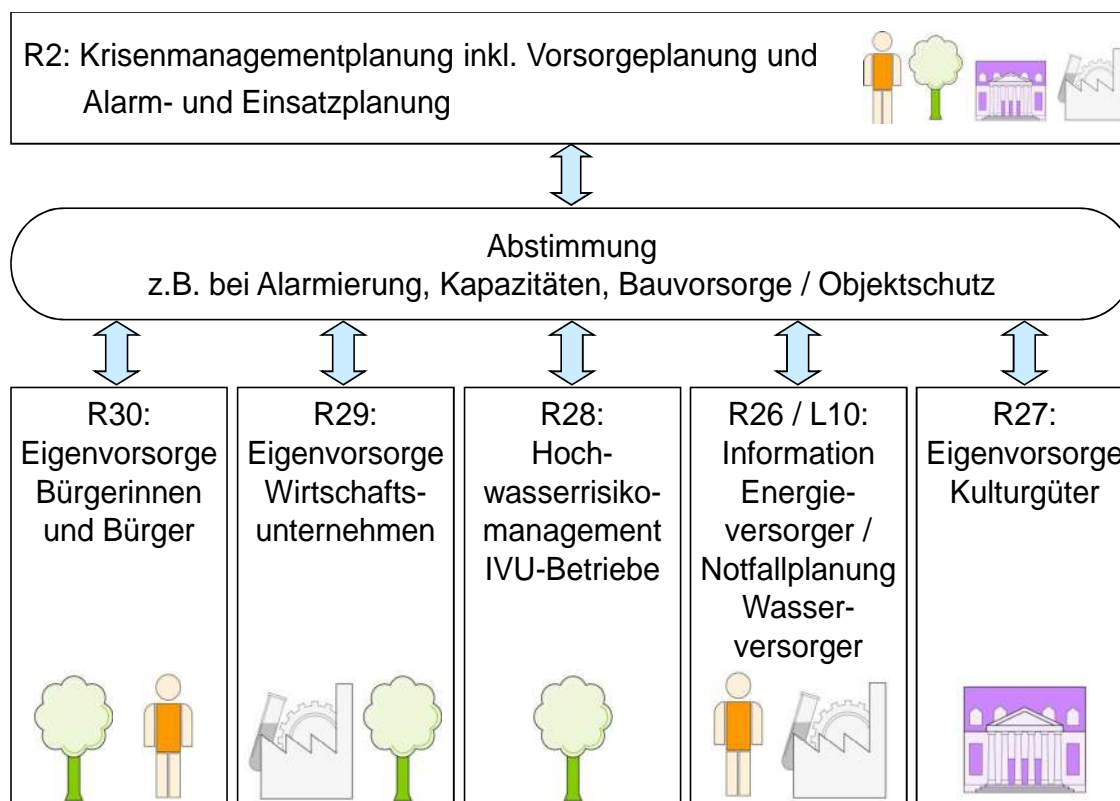 R2: Krisenmanagementplanung inkl. Vorsorgeplanung und
Alarm- und Einsatzplanung
Abstimmung
z.B. bei Alarmierung, Kapazitäten, Bauvorsorge / Objektschutz
R30:
Eigenvorsorge
Bürgerinnen
und Bürger
R29:
Eigenvorsorge
Wirtschafts-
unternehmen
R28:
Hoch-
wasserrisiko-
management
IVU-Betriebe
R26 / L10:
Information
Energie-
versorger /
Notfallplanung
Wasser-
versorger
R27:
Eigenvorsorge
Kulturgüter